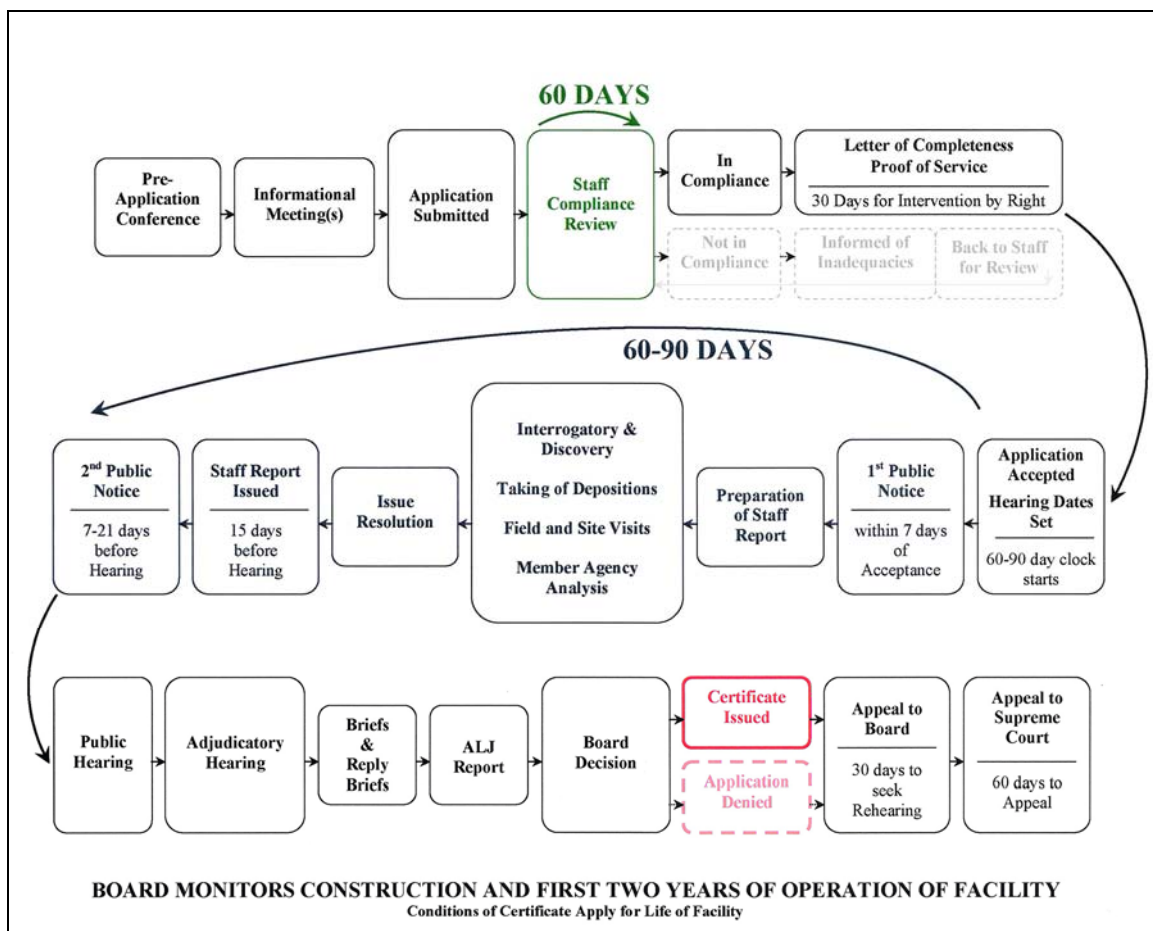 60 DAYS
Pre-
Application
Conference
Informational
Meeting(s)
Application
Submitted
Staff
Compliance
Review
In
Compliance
Letter of Completeness
Proof of Service
30 Days for Intervention by Right
Not in
Compliance
Informed of
Inadequacies
Back to Staff
for Review
60-90 DAYS
Application
Accepted
Hearing Dates
Set
60-90 day clock
starts
1st Public
Notice
within 7 days
of
Acceptance
Preparation
of Staff
Report
Interrogatory &
Discovery
Taking of Depositions
Field and Site Visits
Member Agency
Analysis
Issue
Resolution
Staff Report
Issued
15 days
before
Hearing
2nd Public
Notice
7-21 days
before
Hearing
Public
Hearing
Adjudicatory
Hearing
Briefs
&
Reply
Briefs
ALJ
Report
Board
Decision
Certificate
Issued
Application
Denied
Appeal to
Board
30 days to
seek
Rehearing
Appeal to
Supreme
Court
60 days to
Appeal
BOARD MONITORS CONSTRUCTION AND FIRST TWO YEARS OF OPERATION OF FACILITY
Conditions of Certificate Apply for Life of Facility